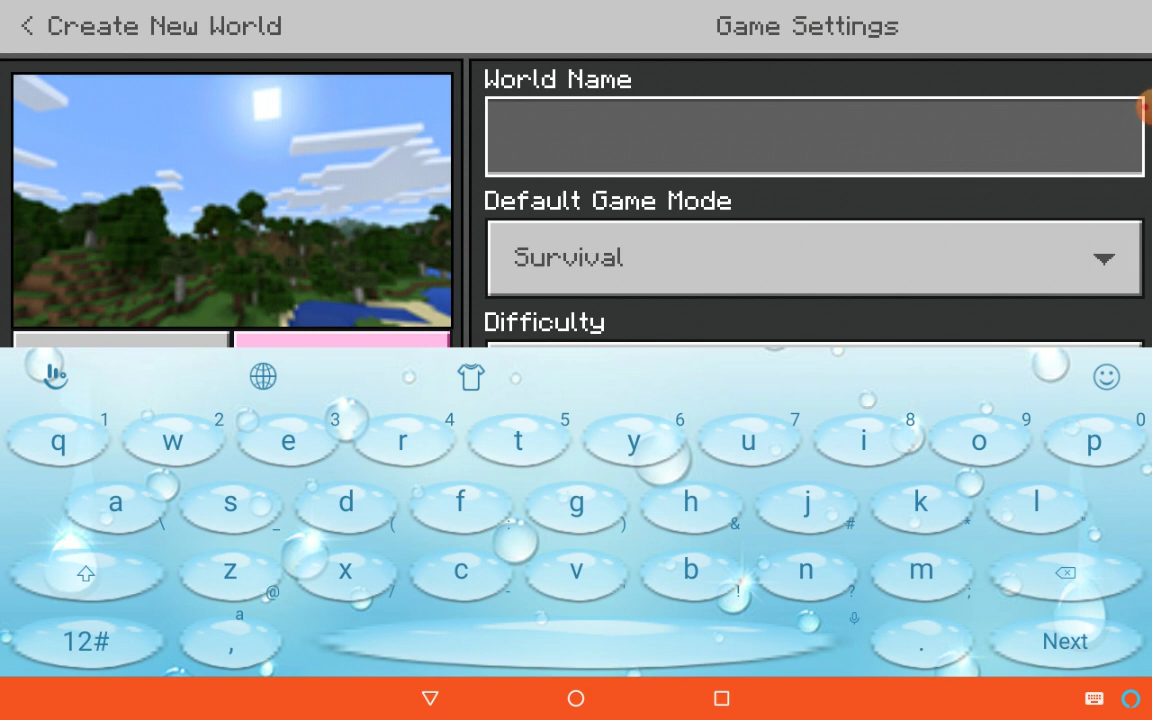 Create New World
Game Settings
World Name
Default Game Mode
Survival
Difficulty
1 2 3 4 5 6 7 8 9 0
q w e r t y u i o p
a s d f g h j k l
\ _ ( : ) & # * "
z x c v b n m
@ / - ' ! ? ;
a
12# , . Next